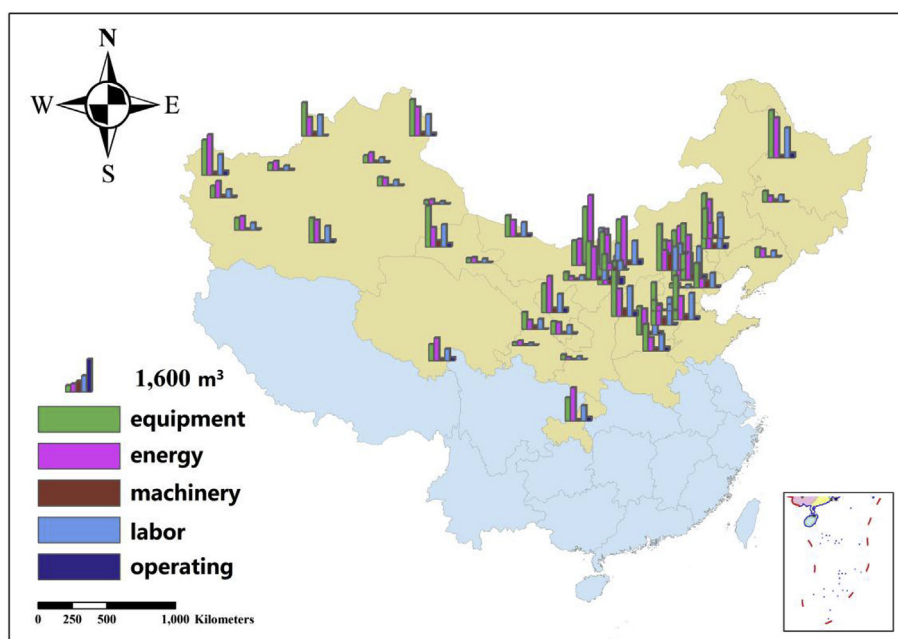 N
W E
S
1,600 m³
equipment
energy
machinery
labor
operating
0 250 500 1,000 Kilometers